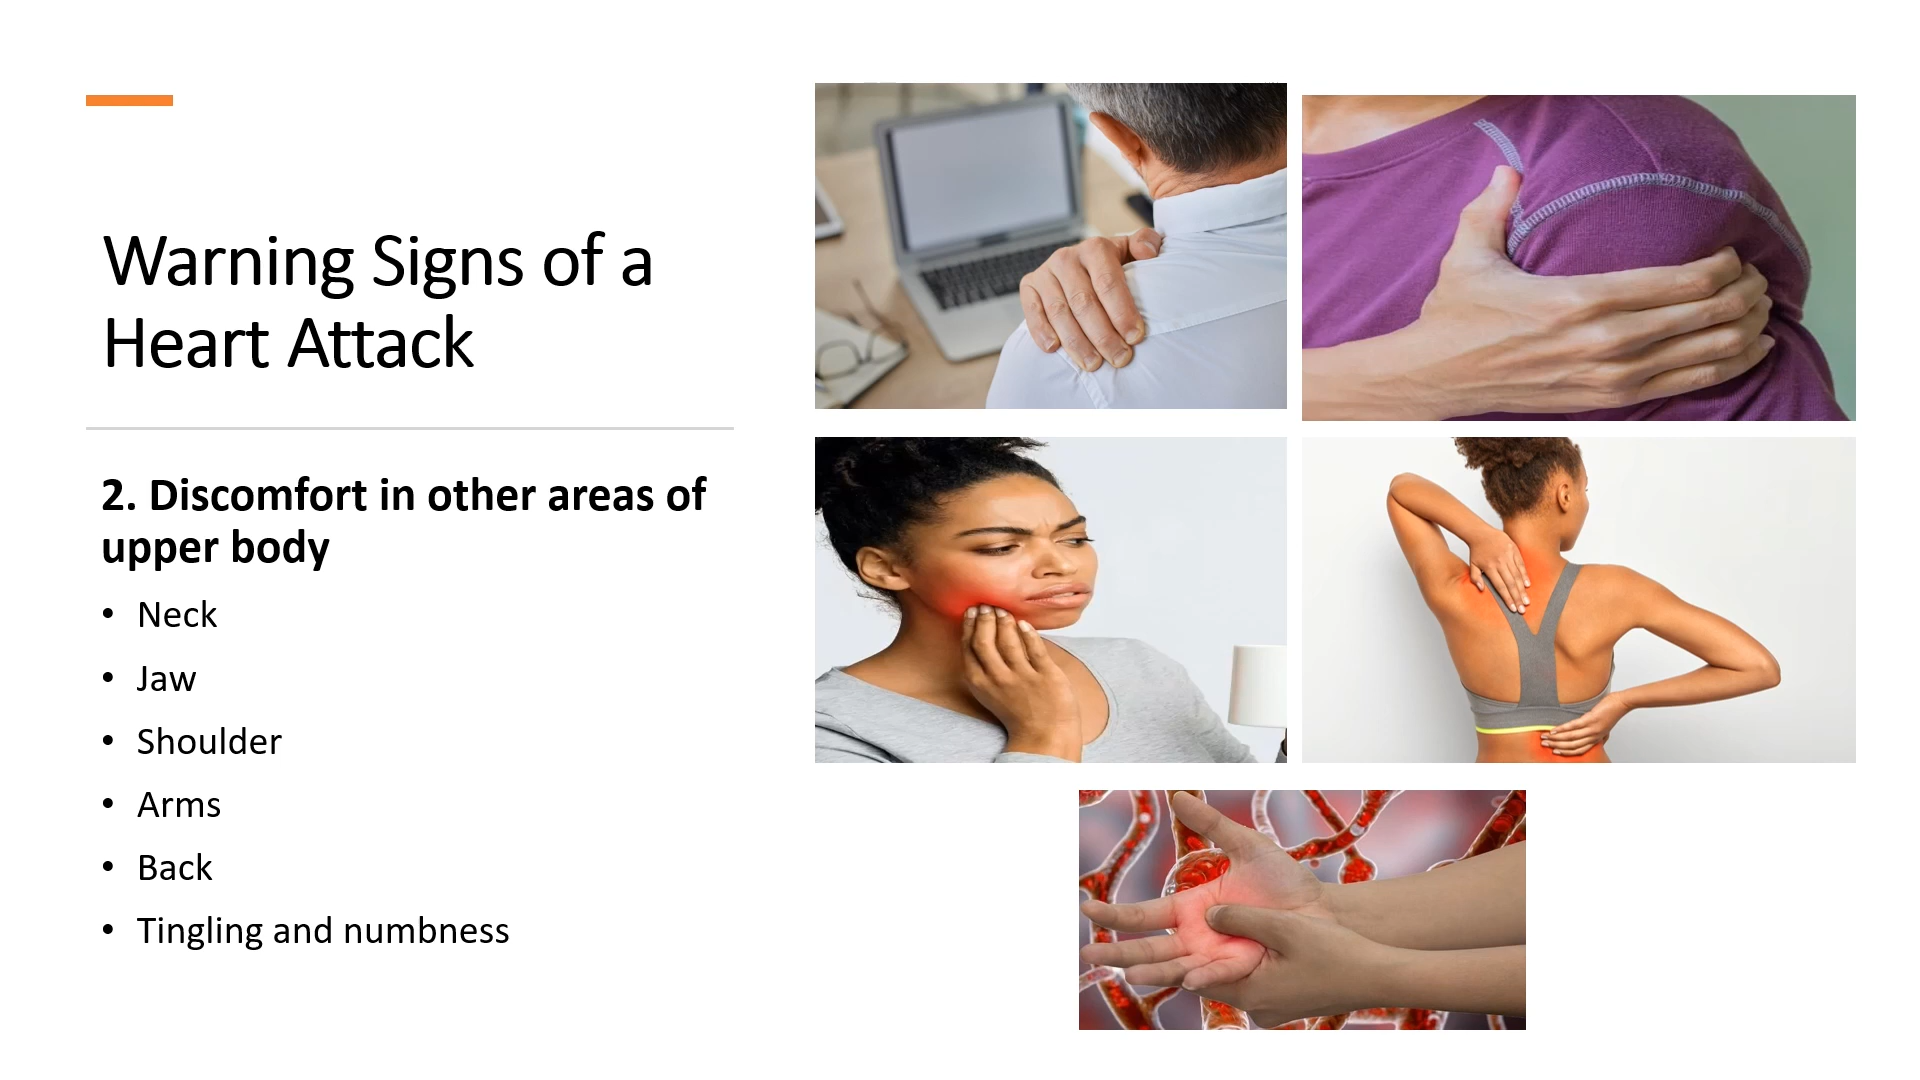 Warning Signs of a
Heart Attack
2. Discomfort in other areas of
upper body
• Neck
• Jaw
• Shoulder
• Arms
• Back
• Tingling and numbness